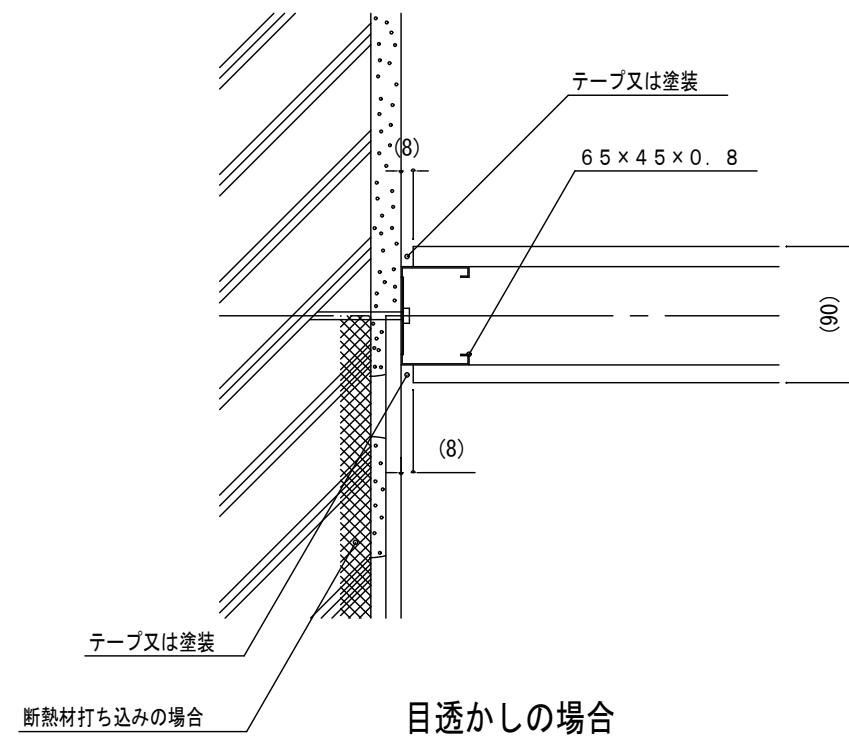 テープ又は塗装
(8)
65×45×0.8
(90)
(8)
テープ又は塗装
断熱材打ち込みの場合
目透かしの場合